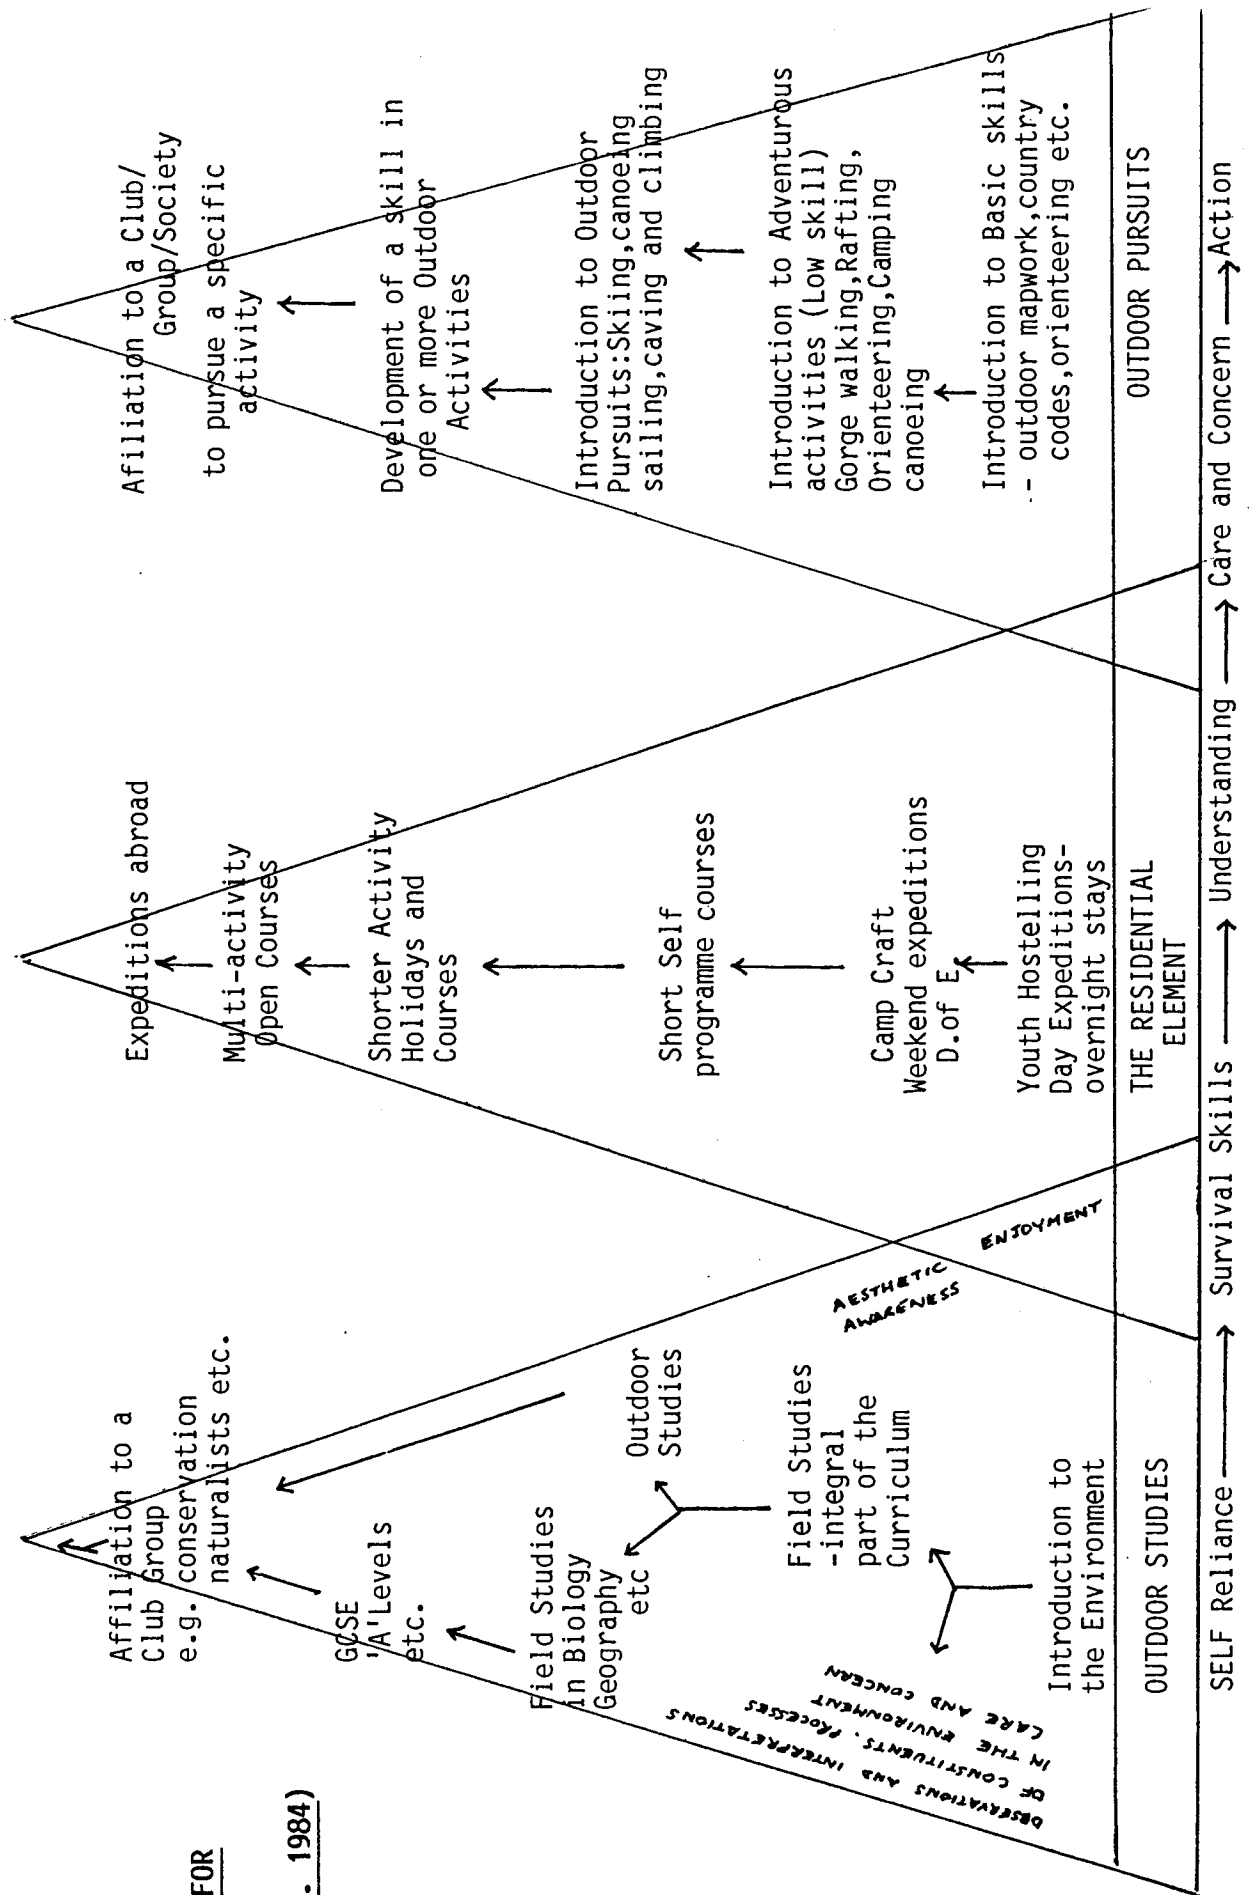 FOR
. 1984)
Affiliation to a
Club Group
e.g. conservation
naturalists etc.
GCSE
'A'Levels
etc.
Field Studies
in Biology
Geography
etc
Outdoor
Studies
Field Studies
-integral
part of the
Curriculum
Introduction to
the Environment
OBSERVATIONS AND INTERPRETATIONS
OF CONSTITUENTS, PROCESSES
IN THE ENVIRONMENT
CARE AND CONCERN
OUTDOOR STUDIES
AESTHETIC
AWARENESS
ENJOYMENT
Expeditions abroad
Multi-activity
Open Courses
Shorter Activity
Holidays and
Courses
Short Self
programme courses
Camp Craft
Weekend expeditions
D.of E
Youth Hostelling
Day Expeditions-
overnight stays
THE RESIDENTIAL
ELEMENT
Afiliation to a Club/
Group/Society
to pursue a specific
activity
Development of a skill in
one or more Outdoor
Activities
Introduction to Outdoor
Pursuits:Skiing,canoeing
sailing,caving and climbing
Introduction to Adventurous
activities (Low skill)
Gorge walking,Rafting,
Orienteering,Camping
canoeing
Introduction to Basic skills
- outdoor mapwork,country
codes,orienteering etc.
OUTDOOR PURSUITS
SELF Reliance → Survival Skills → Understanding → Care and Concern → Action